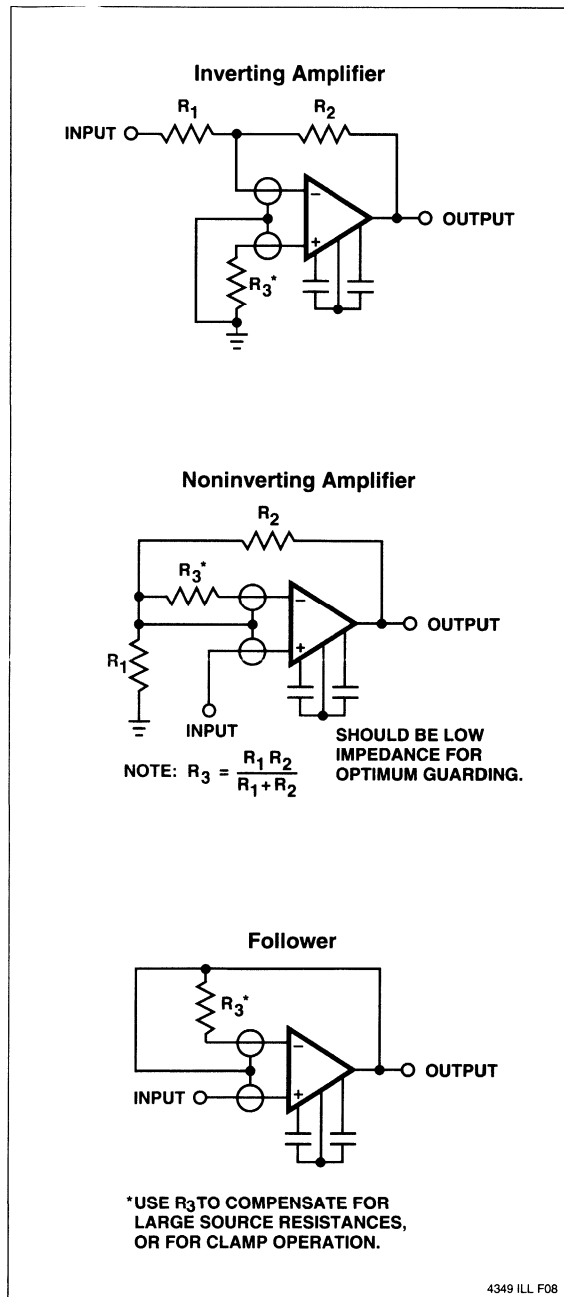 Inverting Amplifier
R1
R2
INPUT
−
+
OUTPUT
R3*
Noninverting Amplifier
R2
R3*
−
+
OUTPUT
R1
INPUT
SHOULD BE LOW
IMPEDANCE FOR
OPTIMUM GUARDING.
NOTE: R3 = R1 R2 / R1+R2
Follower
R3*
−
+
INPUT
OUTPUT
*USE R3 TO COMPENSATE FOR
LARGE SOURCE RESISTANCES,
OR FOR CLAMP OPERATION.
4349 ILL F08